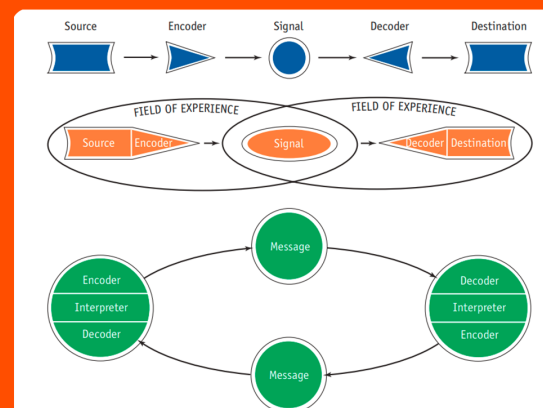 Source Encoder Signal Decoder Destination
FIELD OF EXPERIENCE FIELD OF EXPERIENCE
Source Encoder Signal Decoder Destination
Message
Encoder
Interpreter
Decoder
Decoder
Interpreter
Encoder
Message